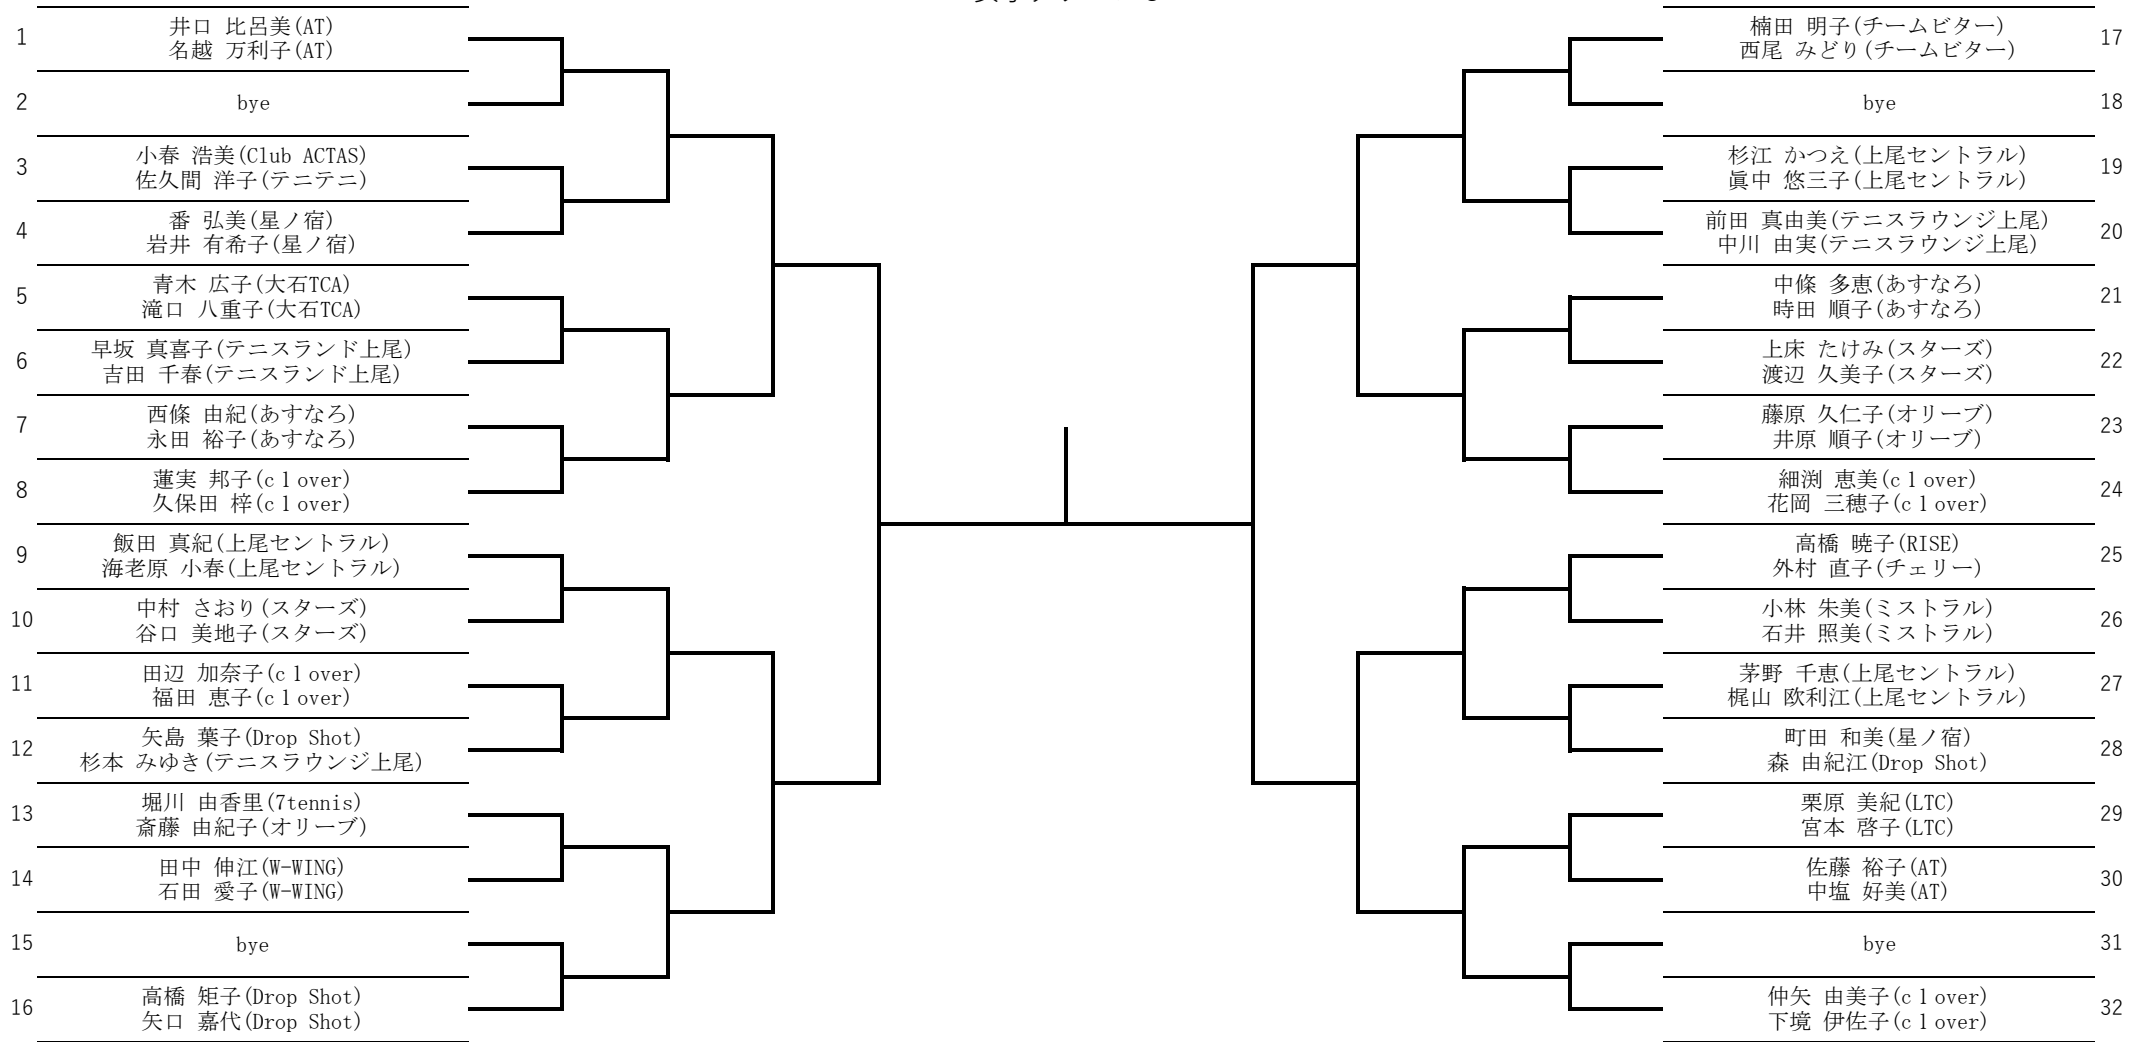 1
井口 比呂美(AT)
名越 万利子(AT)
2
bye
3
小春 浩美(Club ACTAS)
佐久間 洋子(テニテニ)
4
番 弘美(星ノ宿)
岩井 有希子(星ノ宿)
5
青木 広子(大石TCA)
滝口 八重子(大石TCA)
6
早坂 真喜子(テニスランド上尾)
吉田 千春(テニスランド上尾)
7
西條 由紀(あすなろ)
永田 裕子(あすなろ)
8
蓮実 邦子(clover)
久保田 梓(clover)
9
飯田 真紀(上尾セントラル)
海老原 小春(上尾セントラル)
10
中村 さおり(スターズ)
谷口 美地子(スターズ)
11
田辺 加奈子(clover)
福田 恵子(clover)
12
矢島 葉子(Drop Shot)
杉本 みゆき(テニスラウンジ上尾)
13
堀川 由香里(7tennis)
斎藤 由紀子(オリーブ)
14
田中 伸江(W-WING)
石田 愛子(W-WING)
15
bye
16
高橋 矩子(Drop Shot)
矢口 嘉代(Drop Shot)
楠田 明子(チームビター)
西尾 みどり(チームビター)
17
bye
18
杉江 かつえ(上尾セントラル)
眞中 悠三子(上尾セントラル)
19
前田 真由美(テニスラウンジ上尾)
中川 由実(テニスラウンジ上尾)
20
中條 多恵(あすなろ)
時田 順子(あすなろ)
21
上床 たけみ(スターズ)
渡辺 久美子(スターズ)
22
藤原 久仁子(オリーブ)
井原 順子(オリーブ)
23
細渕 恵美(clover)
花岡 三穂子(clover)
24
高橋 暁子(RISE)
外村 直子(チェリー)
25
小林 朱美(ミストラル)
石井 照美(ミストラル)
26
茅野 千恵(上尾セントラル)
梶山 欧利江(上尾セントラル)
27
町田 和美(星ノ宿)
森 由紀江(Drop Shot)
28
栗原 美紀(LTC)
宮本 啓子(LTC)
29
佐藤 裕子(AT)
中塩 好美(AT)
30
bye
31
仲矢 由美子(clover)
下境 伊佐子(clover)
32